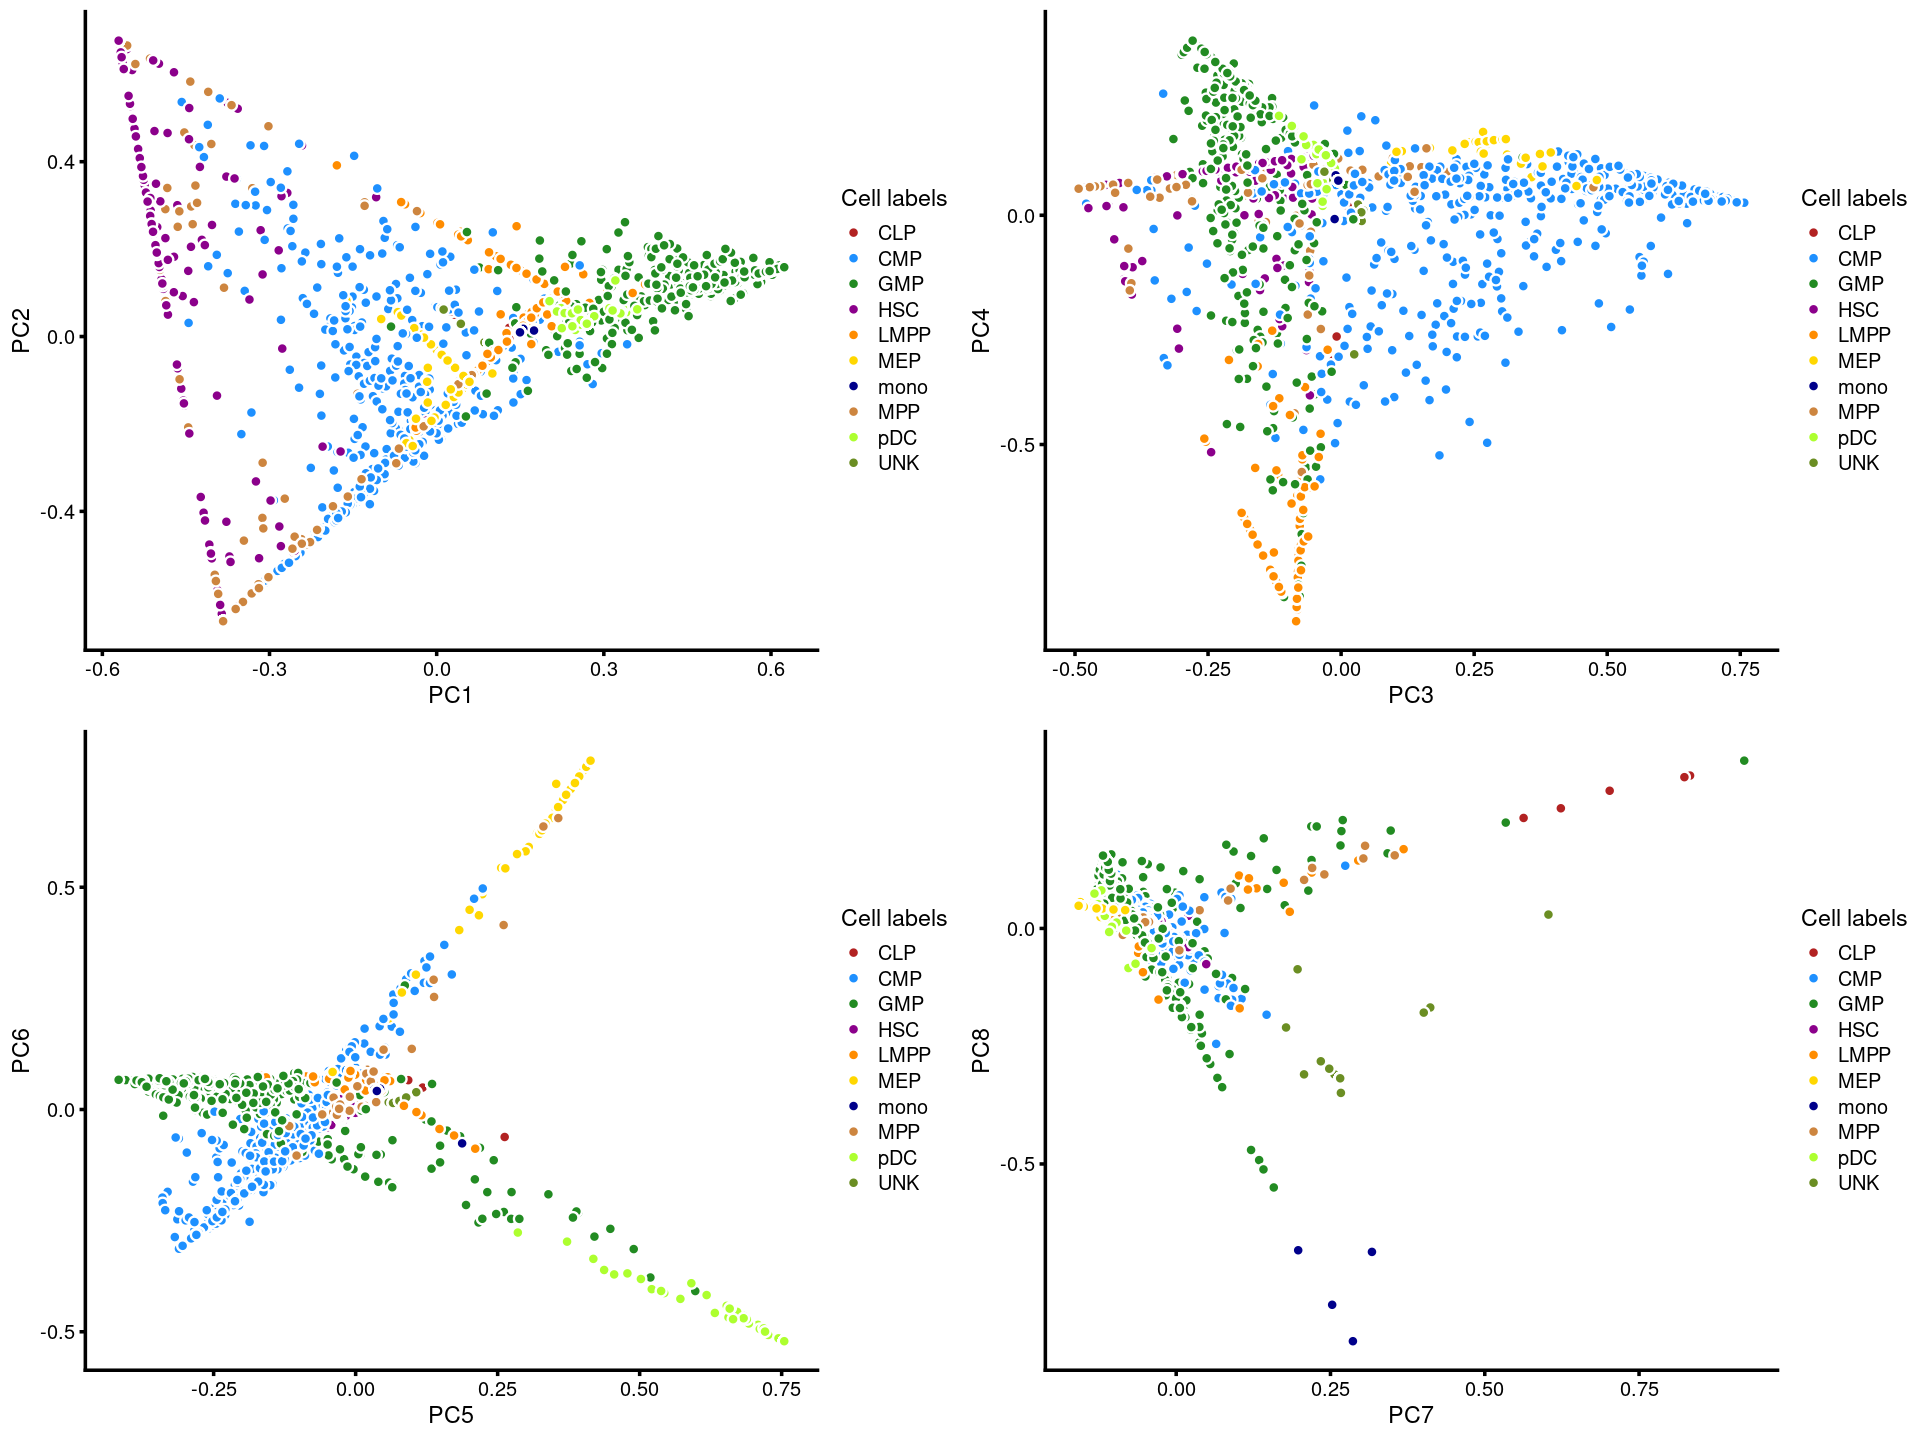 PC2
0.4
0.0
-0.4
-0.6
-0.3
0.0
0.3
0.6
PC1
Cell labels
CLP
CMP
GMP
HSC
LMPP
MEP
mono
MPP
pDC
UNK
PC4
0.0
-0.5
-0.50
-0.25
0.00
0.25
0.50
0.75
PC3
Cell labels
CLP
CMP
GMP
HSC
LMPP
MEP
mono
MPP
pDC
UNK
PC6
0.5
0.0
-0.5
-0.25
0.00
0.25
0.50
0.75
PC5
Cell labels
CLP
CMP
GMP
HSC
LMPP
MEP
mono
MPP
pDC
UNK
PC8
0.0
-0.5
0.00
0.25
0.50
0.75
PC7
Cell labels
CLP
CMP
GMP
HSC
LMPP
MEP
mono
MPP
pDC
UNK